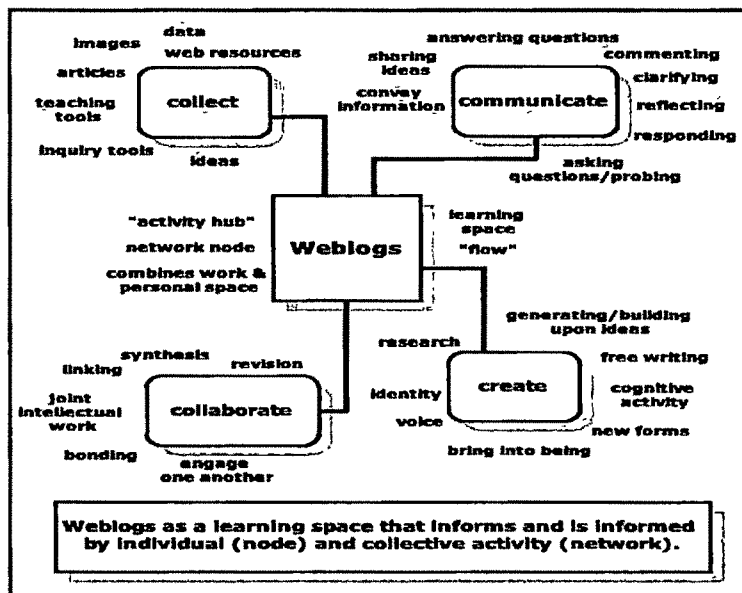 images
data
web resources
articles
collect
teaching
tools
inquiry tools
ideas
answering questions
sharing
ideas
commenting
convey
information
communicate
clarifying
reflecting
responding
asking
questions/probing
"activity hub"
network node
combines work &
personal space
Weblogs
learning
space
"flow"
synthesis
linking
revision
joint
intellectual
work
collaborate
bonding
engage
one another
generating/building
upon ideas
research
free writing
identity
create
cognitive
activity
voice
new forms
bring into being
Weblogs as a learning space that informs and is informed
by individual (node) and collective activity (network).